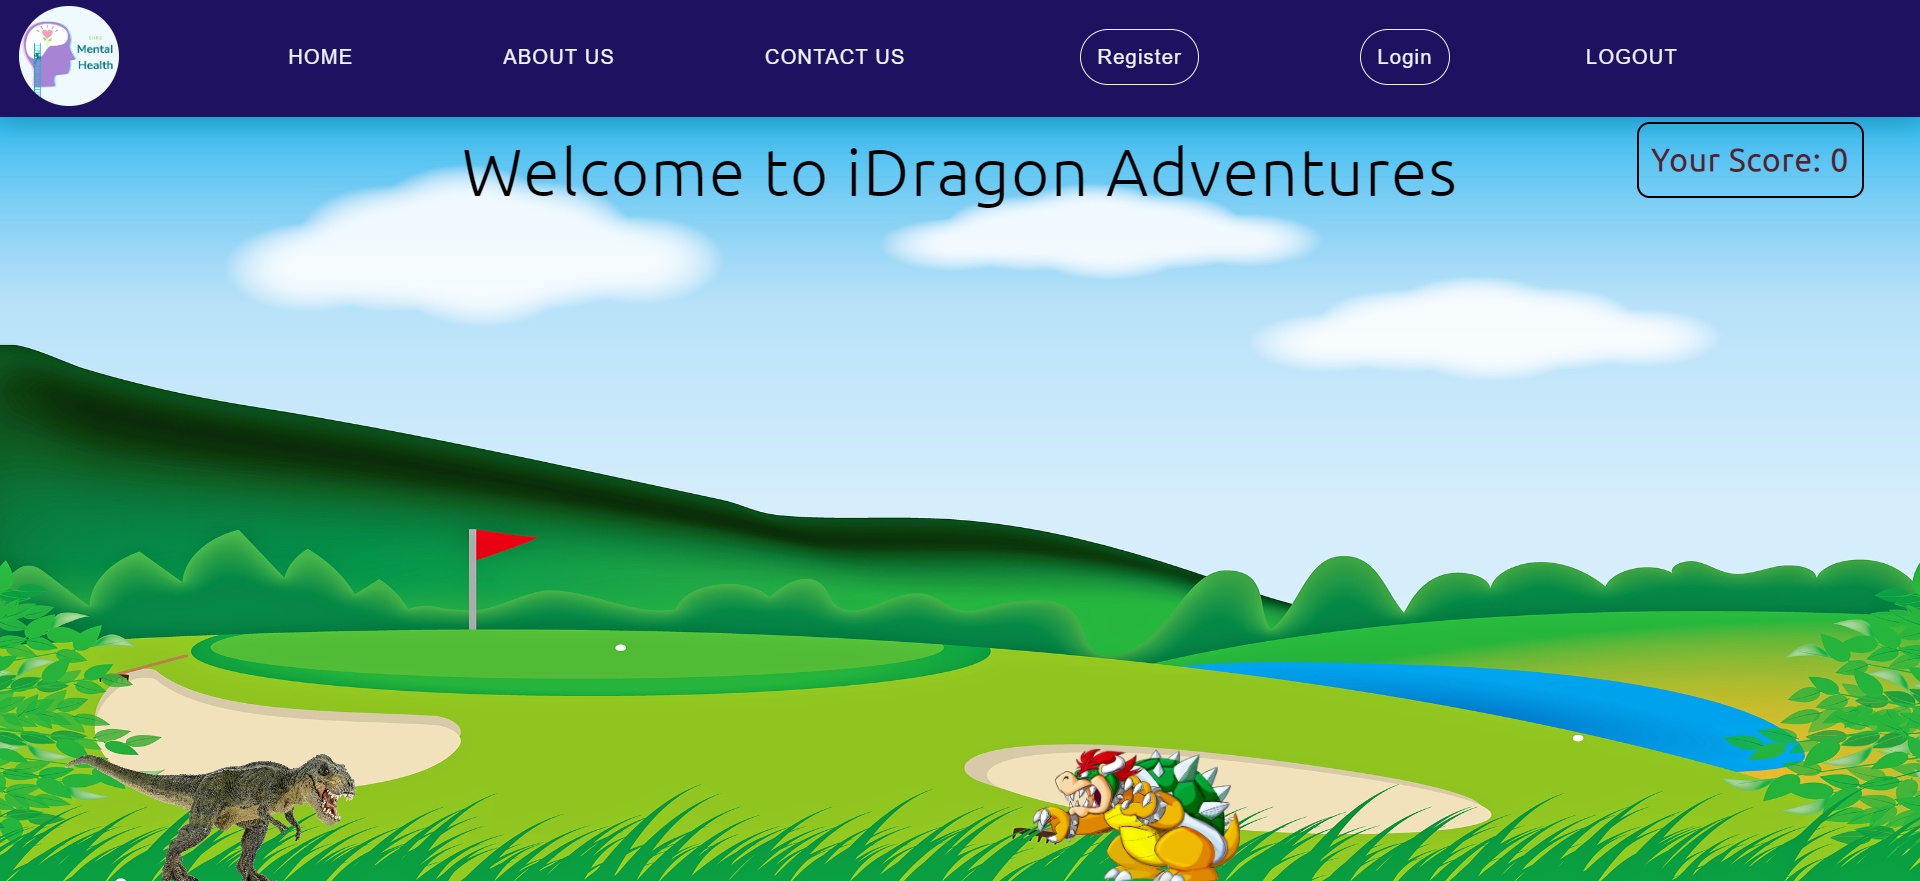 Mental
Health
HOME
ABOUT US
CONTACT US
Register
Login
LOGOUT
Welcome to iDragon Adventures
Your Score: 0